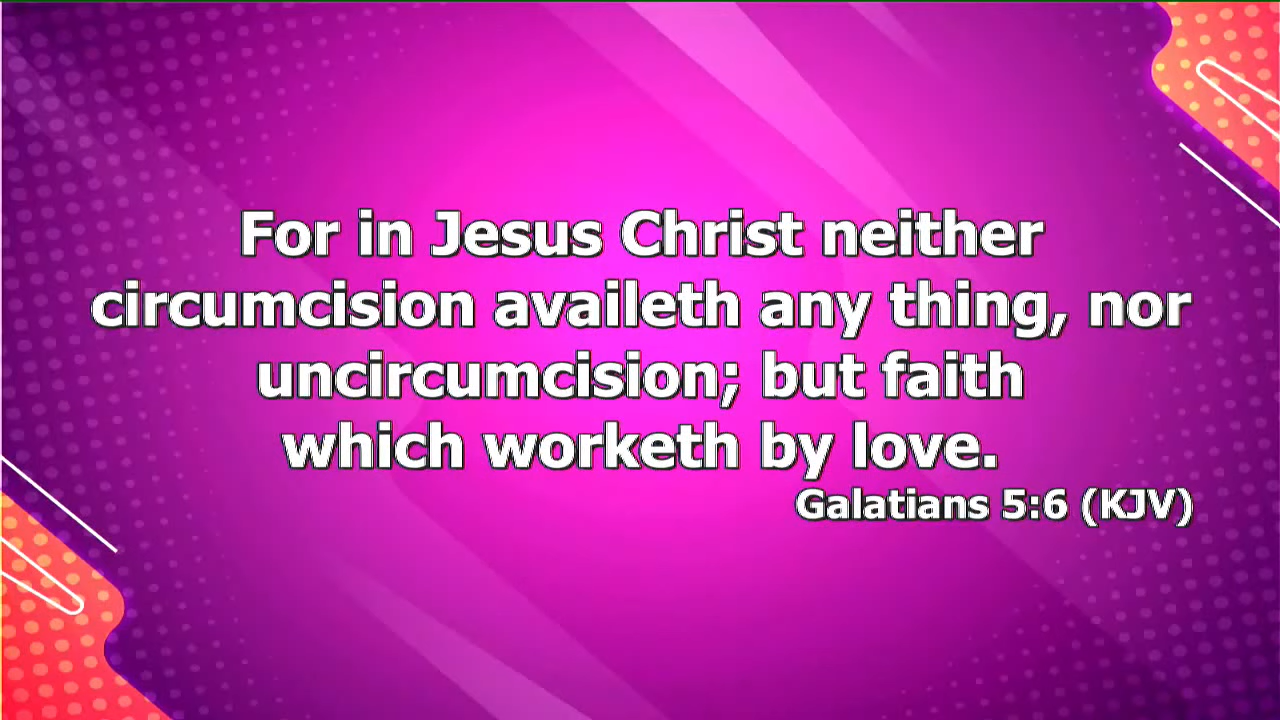 For in Jesus Christ neither
circumcision availeth any thing, nor
uncircumcision; but faith
which worketh by love.
Galatians 5:6 (KJV)